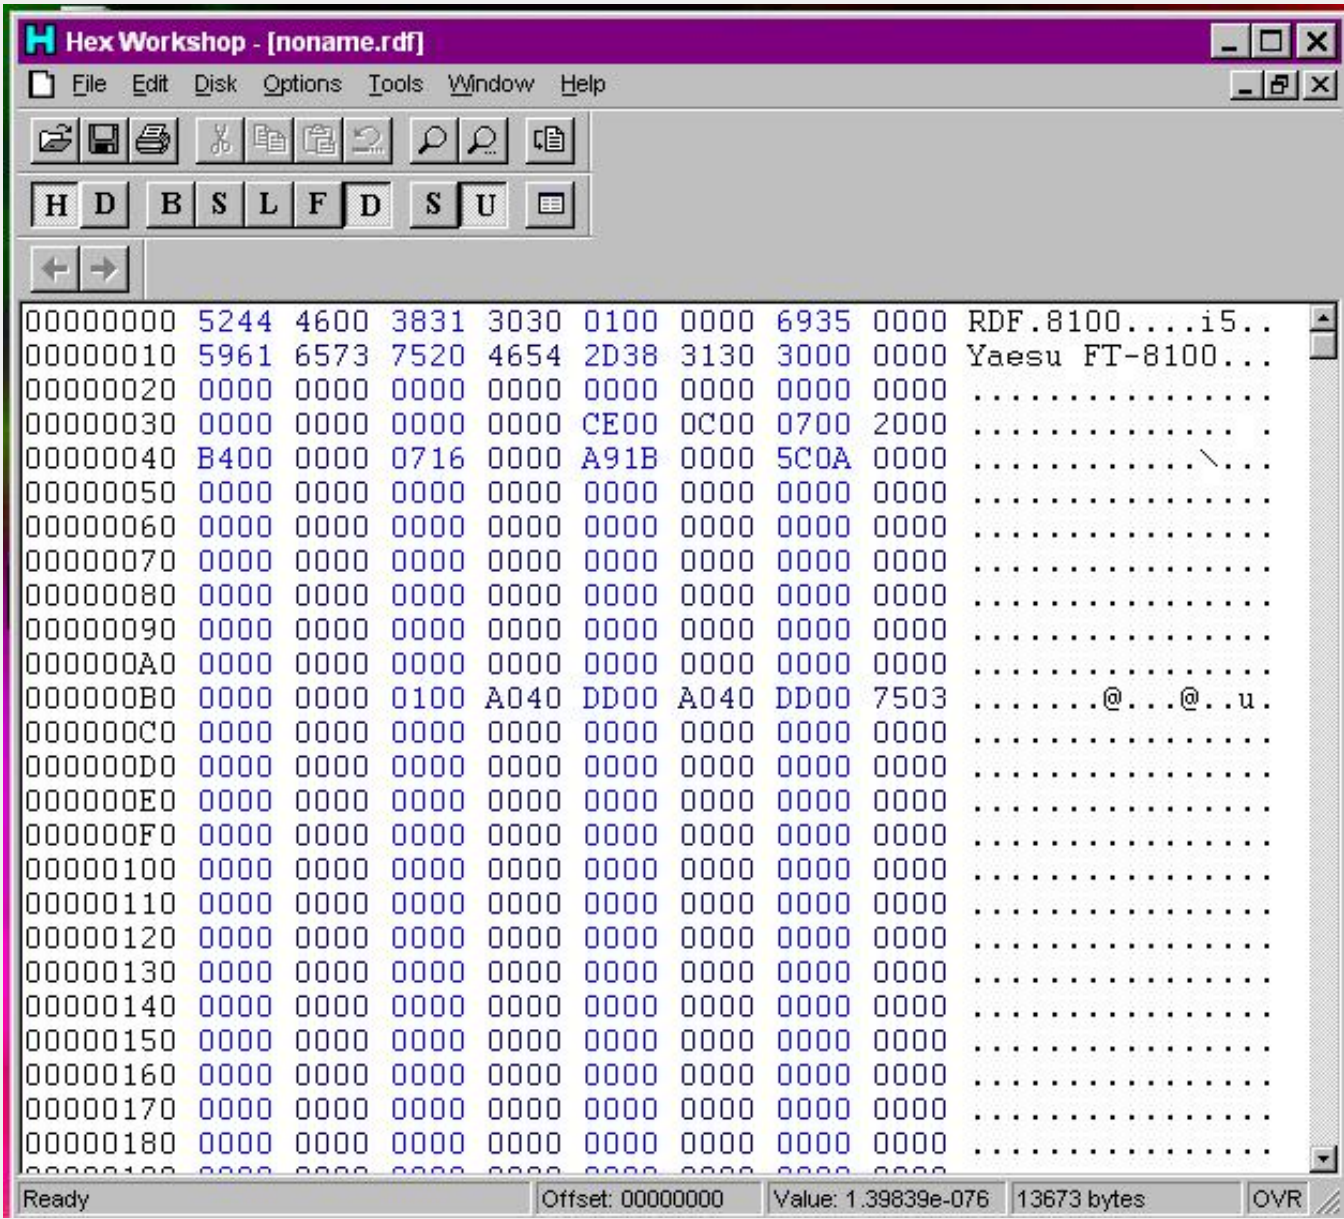 Hex Workshop - [noname.rdf]
File Edit Disk Options Tools Window Help
H D B S L F D S U
00000000 5244 4600 3831 3030 0100 0000 6935 0000 RDF.8100....i5..
00000010 5961 6573 7520 4654 2D38 3130 3000 0000 Yaesu FT-8100...
00000020 0000 0000 0000 0000 0000 0000 0000 0000 ................
00000030 0000 0000 0000 0000 CE00 0C00 0700 2000 .............. .
00000040 B400 0000 0716 0000 A91B 0000 5C0A 0000 ............\...
00000050 0000 0000 0000 0000 0000 0000 0000 0000 ................
00000060 0000 0000 0000 0000 0000 0000 0000 0000 ................
00000070 0000 0000 0000 0000 0000 0000 0000 0000 ................
00000080 0000 0000 0000 0000 0000 0000 0000 0000 ................
00000090 0000 0000 0000 0000 0000 0000 0000 0000 ................
000000A0 0000 0000 0000 0000 0000 0000 0000 0000 ................
000000B0 0000 0000 0100 A040 DD00 A040 DD00 7503 .......@...@..u.
000000C0 0000 0000 0000 0000 0000 0000 0000 0000 ................
000000D0 0000 0000 0000 0000 0000 0000 0000 0000 ................
000000E0 0000 0000 0000 0000 0000 0000 0000 0000 ................
000000F0 0000 0000 0000 0000 0000 0000 0000 0000 ................
00000100 0000 0000 0000 0000 0000 0000 0000 0000 ................
00000110 0000 0000 0000 0000 0000 0000 0000 0000 ................
00000120 0000 0000 0000 0000 0000 0000 0000 0000 ................
00000130 0000 0000 0000 0000 0000 0000 0000 0000 ................
00000140 0000 0000 0000 0000 0000 0000 0000 0000 ................
00000150 0000 0000 0000 0000 0000 0000 0000 0000 ................
00000160 0000 0000 0000 0000 0000 0000 0000 0000 ................
00000170 0000 0000 0000 0000 0000 0000 0000 0000 ................
00000180 0000 0000 0000 0000 0000 0000 0000 0000 ................
Ready Offset: 00000000 Value: 1.39839e-076 13673 bytes OVR